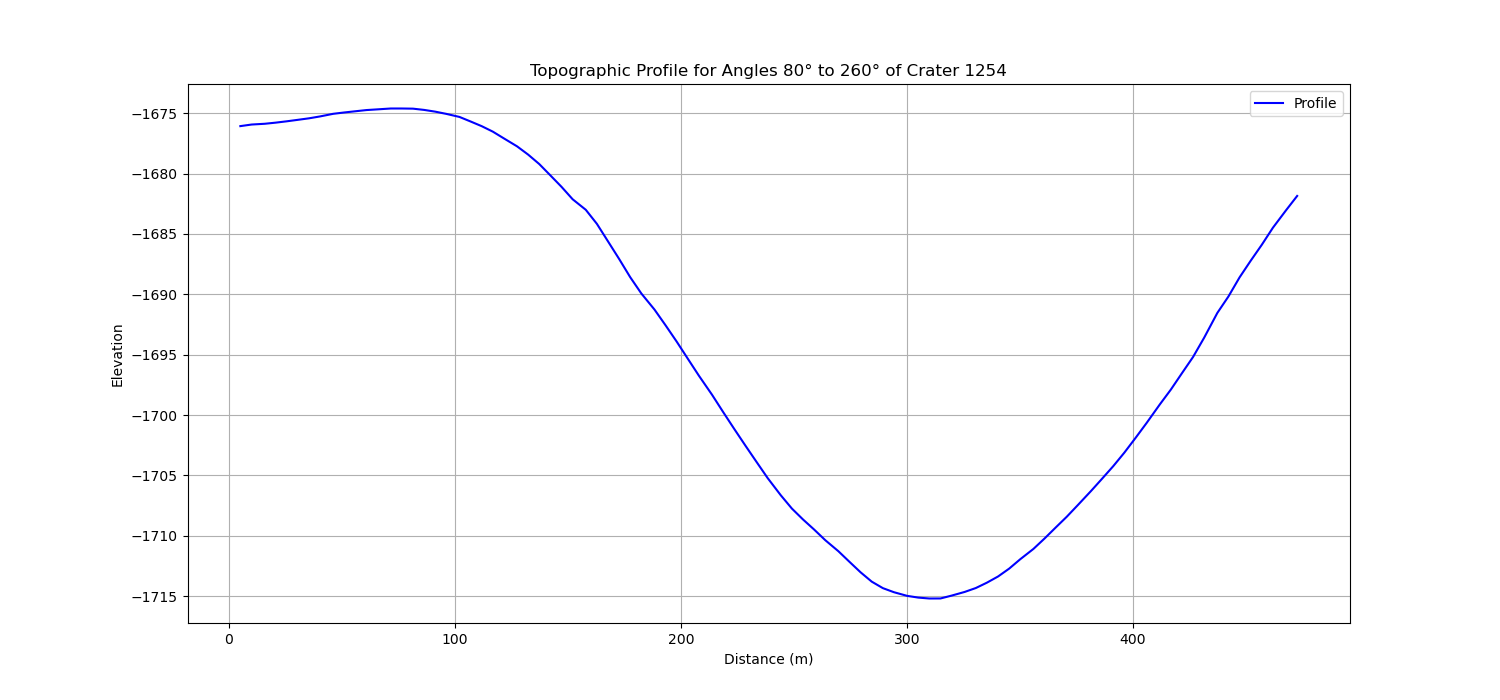 Topographic Profile for Angles 80° to 260° of Crater 1254
Profile
−1675
−1680
−1685
−1690
−1695
−1700
−1705
−1710
−1715
Elevation
0 100 200 300 400
Distance (m)